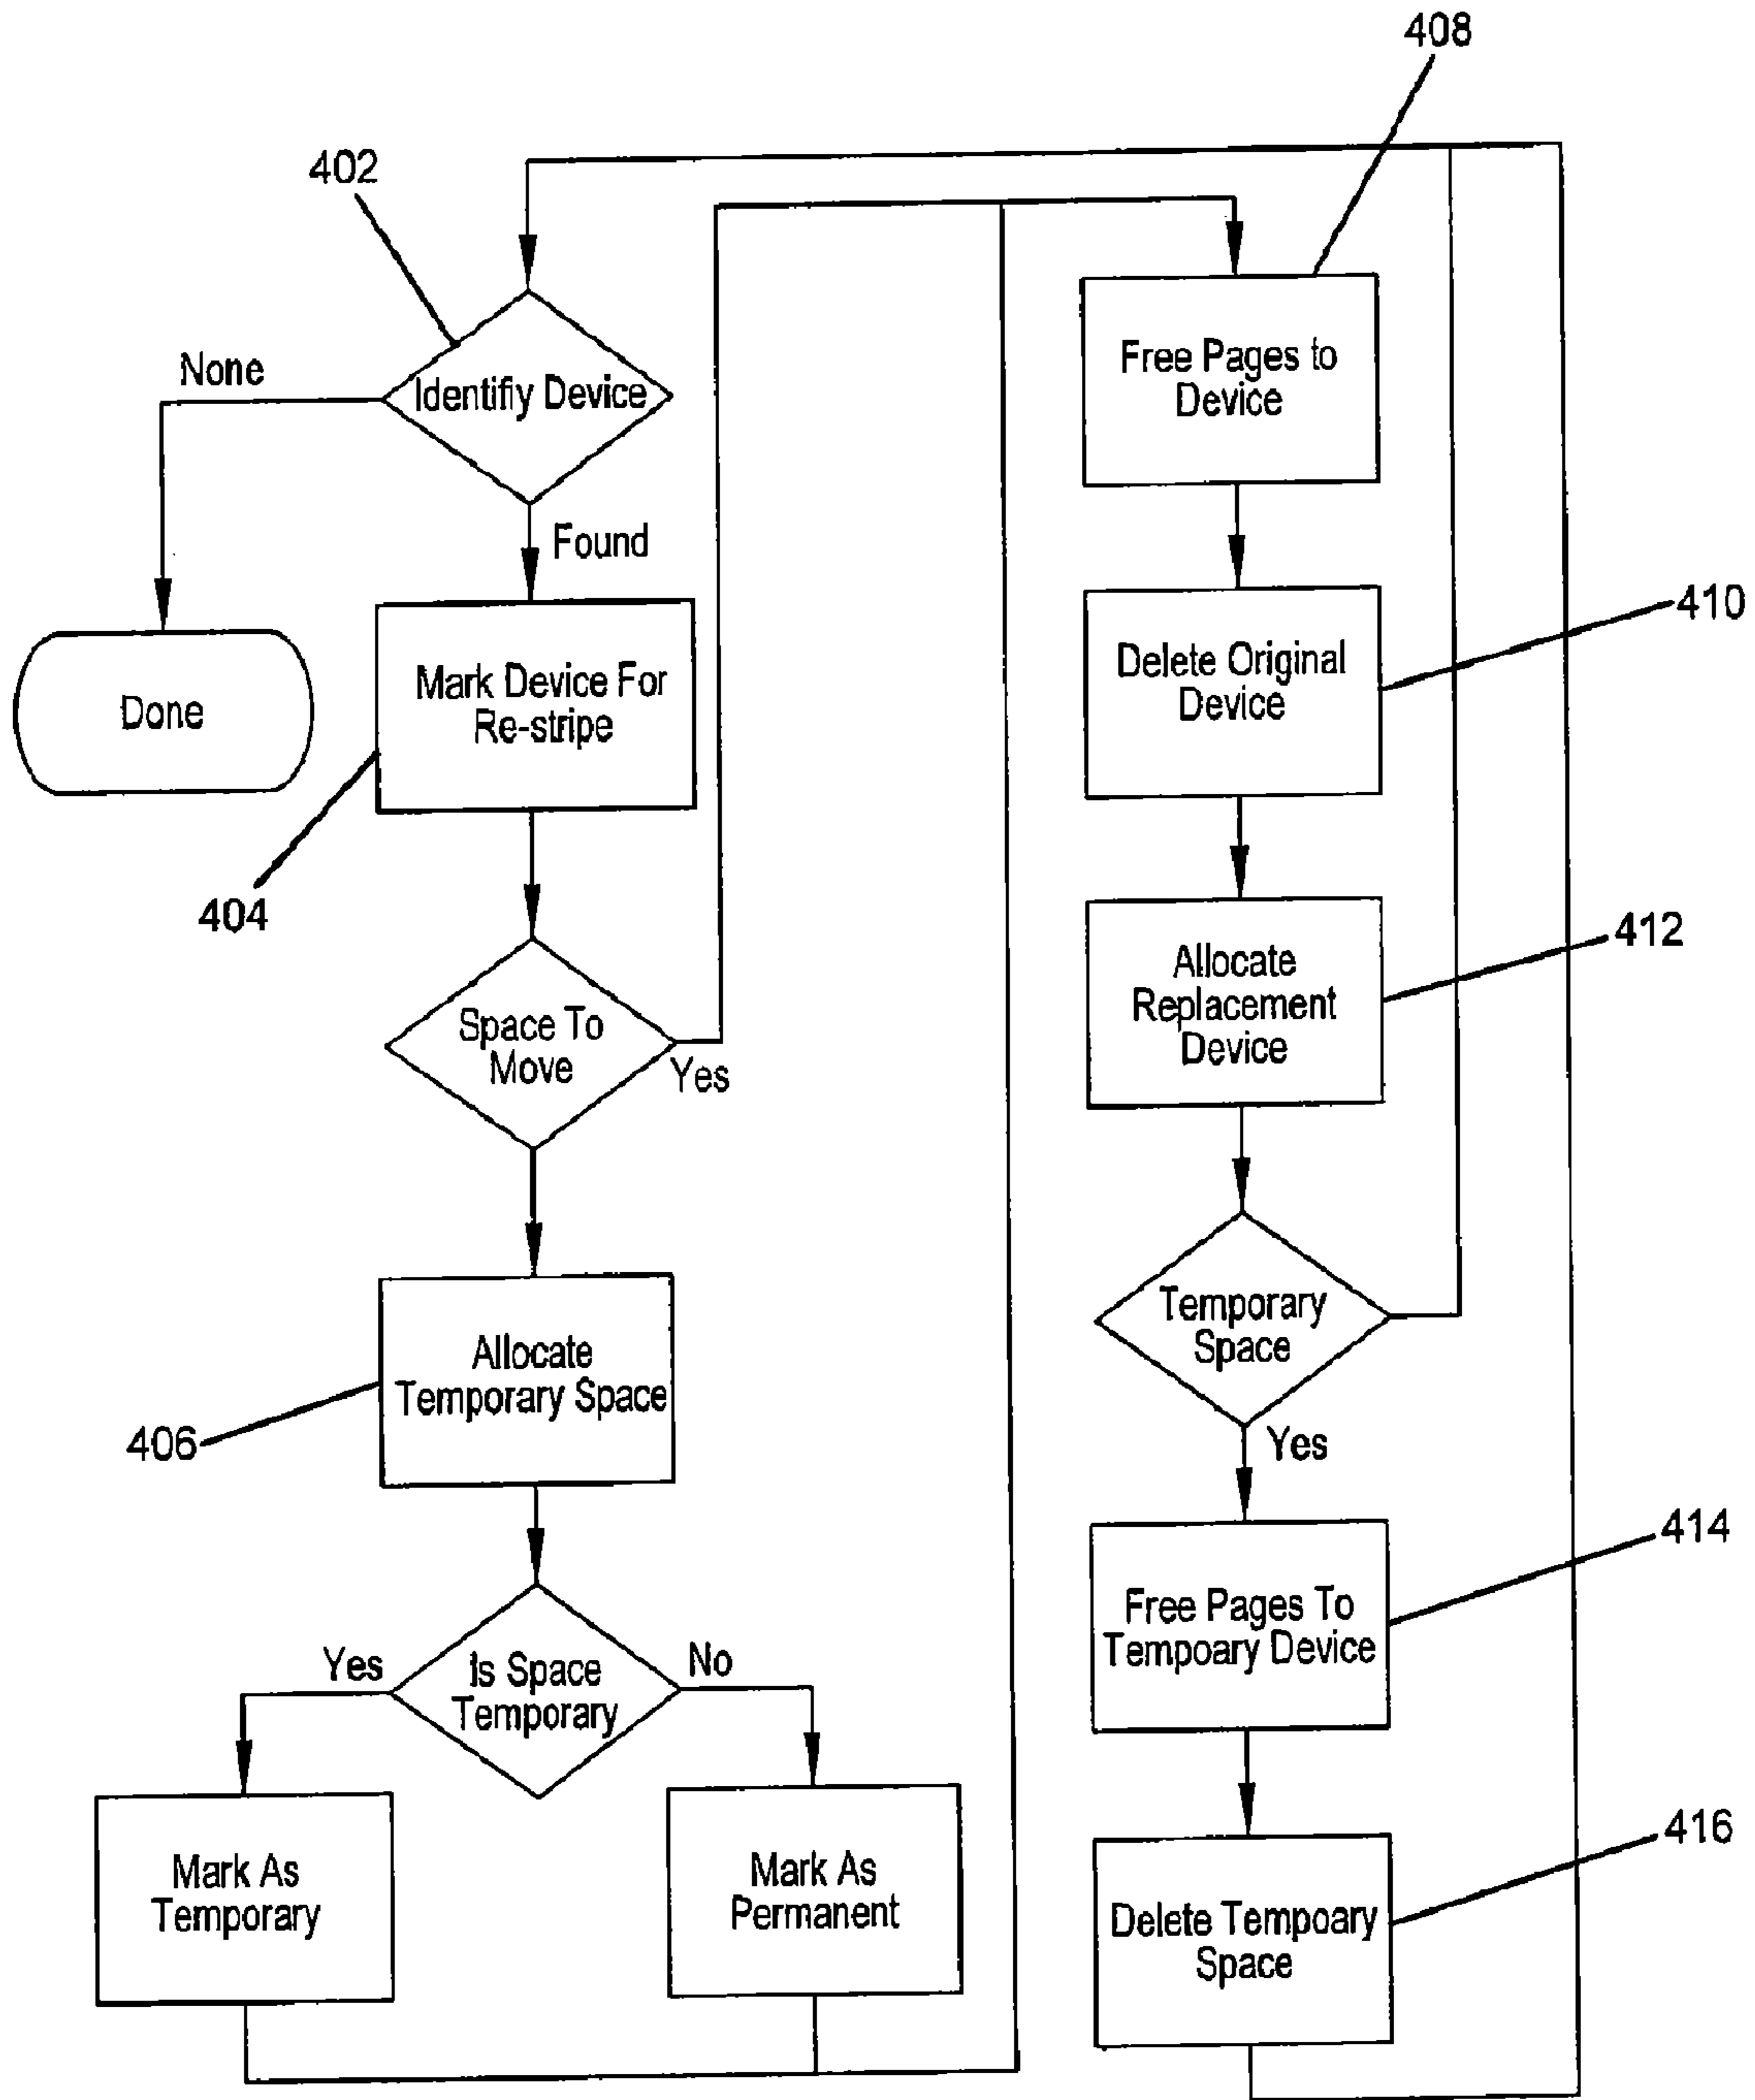 408
402
None
Identifiy Device
Found
Done
Mark Device For
Re-stripe
404
Space To
Move
Yes
Allocate
Temporary Space
406
Is Space
Temporary
Yes
No
Mark As
Temporary
Mark As
Permanent
Free Pages to
Device
Delete Original
Device
410
Allocate
Replacement
Device
412
Temporary
Space
Yes
Free Pages To
Tempoary Device
414
Delete Tempoary
Space
416